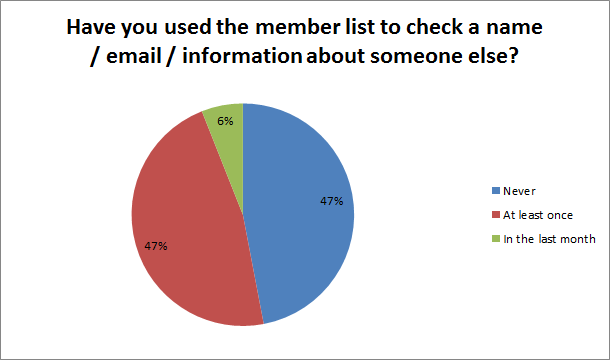 Have you used the member list to check a name
/ email / information about someone else?
6%
47%
47%
Never
At least once
In the last month